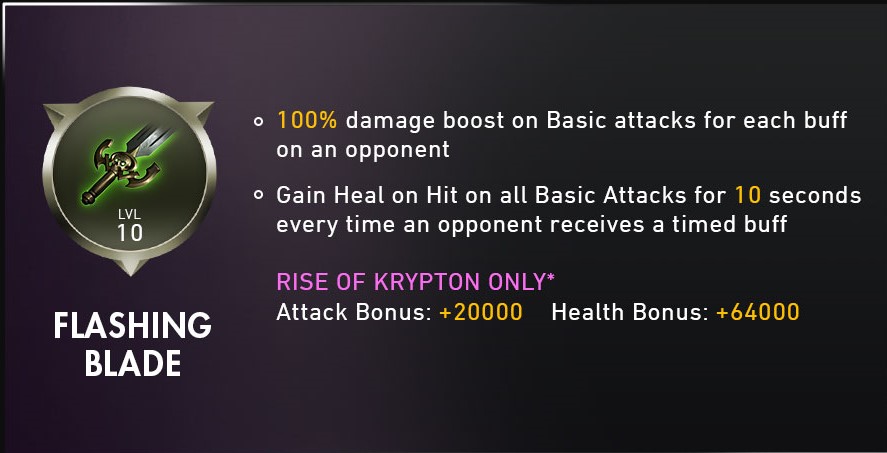 100% damage boost on Basic attacks for each buff
on an opponent
Gain Heal on Hit on all Basic Attacks for 10 seconds
every time an opponent receives a timed buff
RISE OF KRYPTON ONLY*
Attack Bonus: +20000 Health Bonus: +64000
LVL
10
FLASHING
BLADE